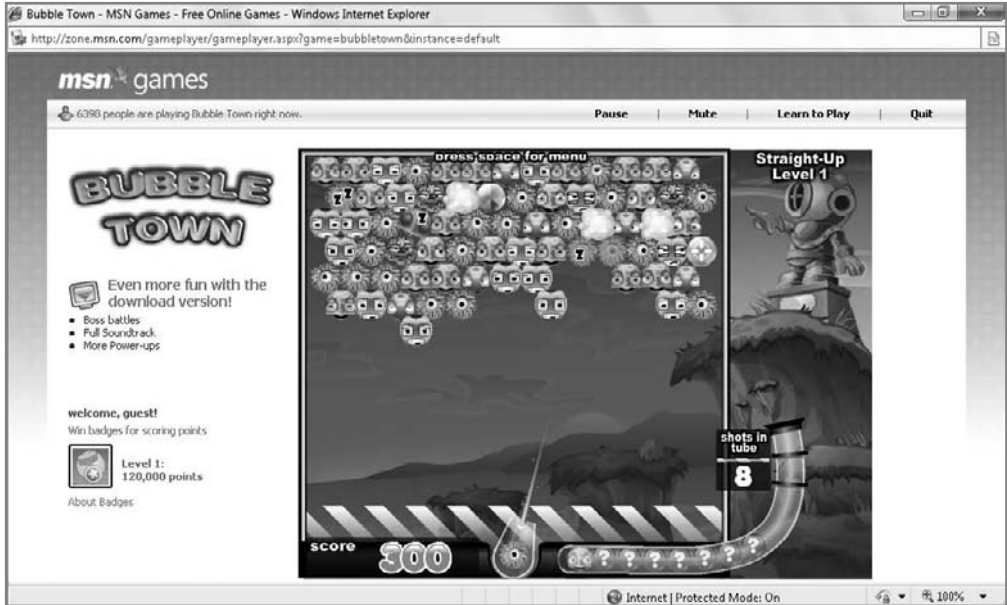 Bubble Town - MSN Games - Free Online Games - Windows Internet Explorer
http://zone.msn.com/gameplayer/gameplayer.aspx?game=bubbletown&instance=default
msn games
6398 people are playing Bubble Town right now.
Pause | Mute | Learn to Play | Quit
BUBBLE
TOWN
press space for menu
Straight-Up
Level 1
Even more fun with the
download version!
• Boss battles
• Full Soundtrack
• More Power-ups
welcome, guest!
Win badges for scoring points
Level 1:
120,000 points
About Badges
shots in
tube
8
score 300
? ? ? ? ? ? ?
Internet | Protected Mode: On
100%